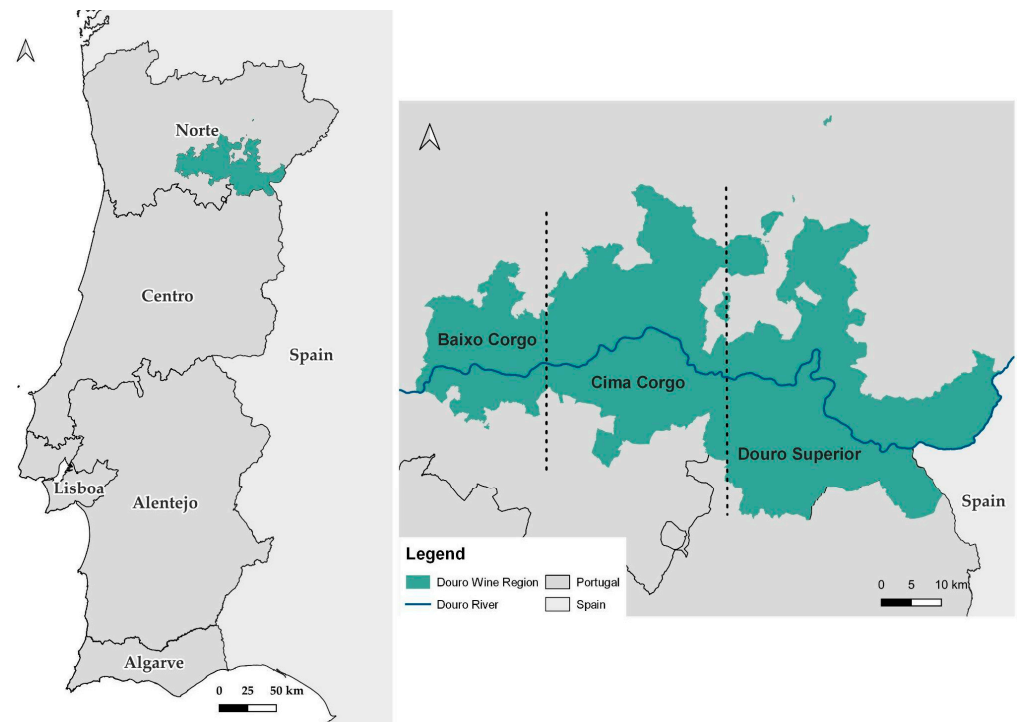 Norte
Centro
Spain
Lisboa
Alentejo
Algarve
0 25 50 km
Baixo Corgo
Cima Corgo
Douro Superior
Spain
Legend
Douro Wine Region
Portugal
Douro River
Spain
0 5 10 km